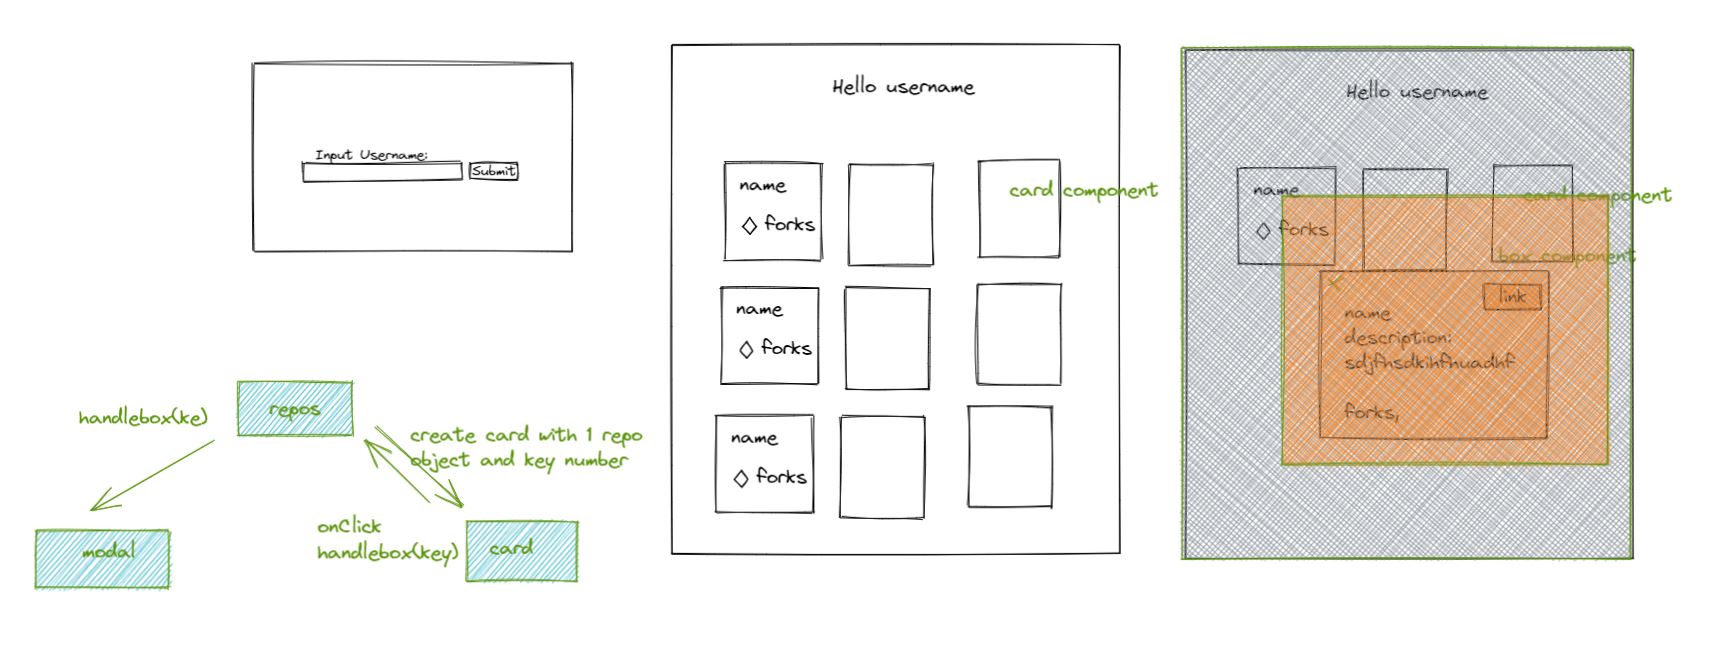 Input Username:
Submit
handlebox(ke)
repos
create card with 1 repo
object and key number
onClick
handlebox(key)
card
modal
Hello username
name
forks
card component
name
forks
name
forks
Hello username
name
forks
card component
box component
link
name
description:
sdjfhsdkihfhuadhf
forks,